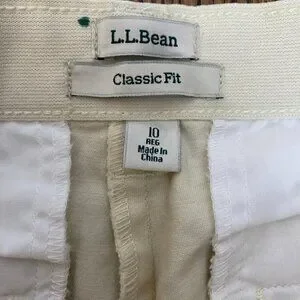 L.L.Bean
Classic Fit
10
REG
Made in
China